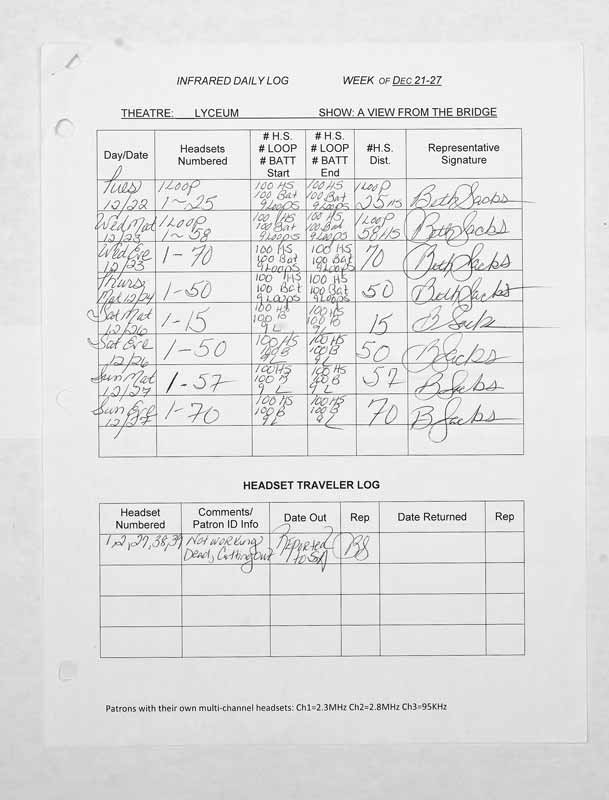 INFRARED DAILY LOG WEEK OF DEC 21-27
THEATRE: LYCEUM SHOW: A VIEW FROM THE BRIDGE
Day/Date Headsets Numbered # H.S. # LOOP # BATT Start # H.S. # LOOP # BATT End #H.S. Dist. Representative Signature
Tues 12/22 1 Loop 1-25 100 HS 100 Bat 9 Loops 100 HS 100 Bat 9 Loops 1 Loop 25 HS Beth Sacks
Wed Mat 12/23 1 Loop 1-58 100 HS 100 Bat 9 Loops 100 HS 100 Bat 9 Loops 1 Loop 58 HS Beth Sacks
Wed Eve 12/23 1-70 100 HS 100 Bat 9 Loops 100 HS 100 Bat 9 Loops 70 Beth Sacks
Thurs Mat 12/24 1-50 100 HS 100 Bat 9 Loops 100 HS 100 Bat 9 Loops 50 Beth Sacks
Sat Mat 12/26 1-15 100 HS 100 B 9 L 100 HS 100 B 9 L 15 B Sacks
Sat Eve 12/26 1-50 100 HS 100 B 9 L 100 HS 100 B 9 L 50 B Sacks
Sun Mat 12/27 1-57 100 HS 100 B 9 L 100 HS 100 B 9 L 57 B Sacks
Sun Eve 12/27 1-70 100 HS 100 B 9 L 100 HS 100 B 9 L 70 B Sacks
HEADSET TRAVELER LOG
Headset Numbered Comments/ Patron ID Info Date Out Rep Date Returned Rep
1,2,27,38,39 Not working Dead, Cutting Out Reported to BS
Patrons with their own multi-channel headsets: Ch1=2.3MHz Ch2=2.8MHz Ch3=95KHz